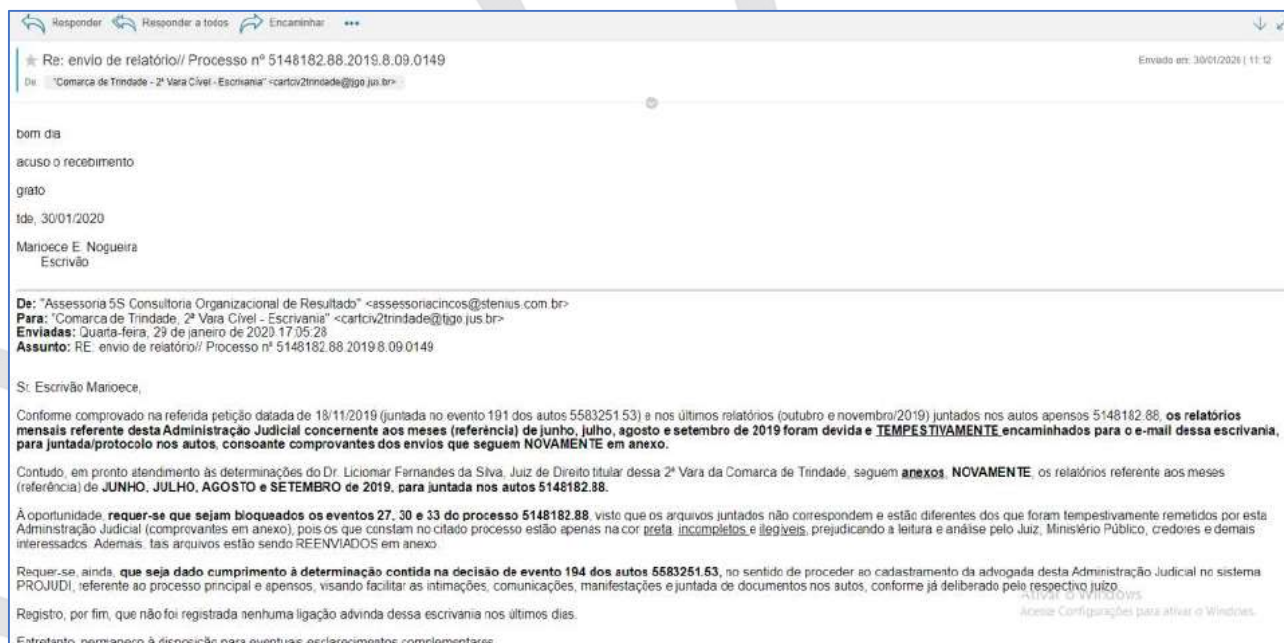 Responder Responder a todos Encaminhar •••
Re: envio de relatório// Processo nº 5148182.88.2019.8.09.0149
Enviado em: 30/01/2020 | 11:12
De: "Comarca de Trindade - 2ª Vara Cível - Escrivania" <cartciv2trindade@tjgo.jus.br>
bom dia
acuso o recebimento
grato
tde, 30/01/2020
Marioece E. Nogueira
Escrivão
De: "Assessoria 5S Consultoria Organizacional de Resultado" <assessoriacincos@stenius.com.br>
Para: "Comarca de Trindade, 2ª Vara Cível - Escrivania" <cartciv2trindade@tjgo.jus.br>
Enviadas: Quarta-feira, 29 de janeiro de 2020 17:05:28
Assunto: RE: envio de relatório// Processo nº 5148182.88.2019.8.09.0149
Sr. Escrivão Marioece,
Conforme comprovado na referida petição datada de 18/11/2019 (juntada no evento 191 dos autos 5583251.53) e nos últimos relatórios (outubro e novembro/2019) juntados nos autos apensos 5148182.88, os relatórios
mensais referente desta Administração Judicial concernente aos meses (referência) de junho, julho, agosto e setembro de 2019 foram devida e TEMPESTIVAMENTE encaminhados para o e-mail dessa escrivania,
para juntada/protocolo nos autos, consoante comprovantes dos envios que seguem NOVAMENTE em anexo.
Contudo, em pronto atendimento às determinações do Dr. Liciomar Fernandes da Silva, Juiz de Direito titular dessa 2ª Vara da Comarca de Trindade, seguem anexos, NOVAMENTE, os relatórios referente aos meses
(referência) de JUNHO, JULHO, AGOSTO e SETEMBRO de 2019, para juntada nos autos 5148182.88.
À oportunidade, requer-se que sejam bloqueados os eventos 27, 30 e 33 do processo 5148182.88, visto que os arquivos juntados não correspondem e estão diferentes dos que foram tempestivamente remetidos por esta
Administração Judicial (comprovantes em anexo), pois os que constam no citado processo estão apenas na cor preta, incompletos e ilegíveis, prejudicando a leitura e análise pelo Juiz, Ministério Público, credores e demais
interessados. Ademais, tais arquivos estão sendo REENVIADOS em anexo.
Requer-se, ainda, que seja dado cumprimento à determinação contida na decisão de evento 194 dos autos 5583251.53, no sentido de proceder ao cadastramento da advogada desta Administração Judicial no sistema
PROJUDI, referente ao processo principal e apensos, visando facilitar as intimações, comunicações, manifestações e juntada de documentos nos autos, conforme já deliberado pelo respectivo juízo.
Ativar o Windows
Registro, por fim, que não foi registrada nenhuma ligação advinda dessa escrivania nos últimos dias.
Acesse Configurações para ativar o Windows.
Entretanto, permaneço à disposição para eventuais esclarecimentos complementares.